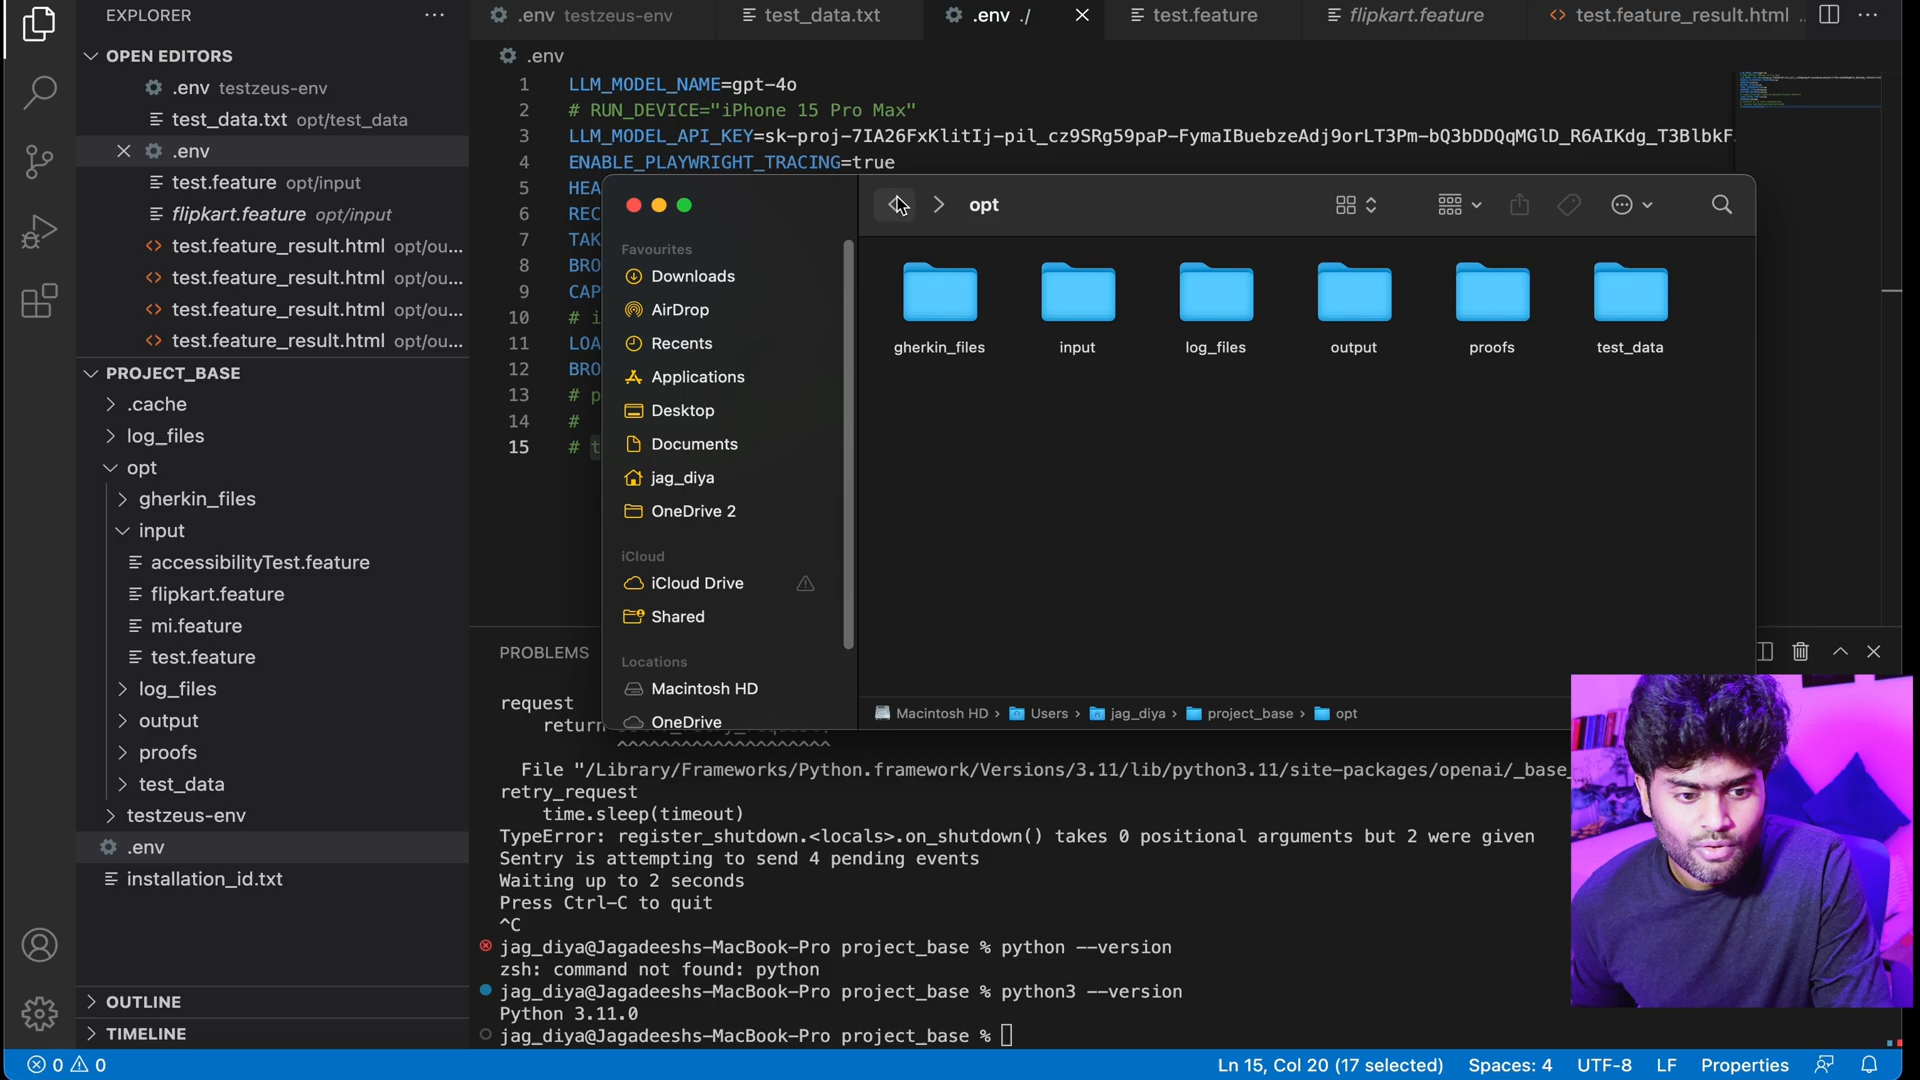 EXPLORER
OPEN EDITORS
.env testzeus-env
test_data.txt opt/test_data
.env
test.feature opt/input
flipkart.feature opt/input
test.feature_result.html opt/ou...
test.feature_result.html opt/ou...
test.feature_result.html opt/ou...
test.feature_result.html opt/ou...
PROJECT_BASE
.cache
log_files
opt
gherkin_files
input
accessibilityTest.feature
flipkart.feature
mi.feature
test.feature
log_files
output
proofs
test_data
testzeus-env
.env
installation_id.txt
OUTLINE
TIMELINE
.env testzeus-env
test_data.txt
.env ./
test.feature
flipkart.feature
test.feature_result.html
.env
1 LLM_MODEL_NAME=gpt-4o
2 # RUN_DEVICE="iPhone 15 Pro Max"
3 LLM_MODEL_API_KEY=sk-proj-7IA26FxKlitIj-pil_cz9SRg59paP-FymaIBuebzeAdj9orLT3Pm-bQ3bDDQqMGlD_R6AIKdg_T3BlbkF
4 ENABLE_PLAYWRIGHT_TRACING=true
5 HEA
6 REC
7 TAK
8 BRO
9 CAP
10 # i
11 LOA
12 BRO
13 # p
14 #
15 # t
opt
Favourites
Downloads
AirDrop
Recents
Applications
Desktop
Documents
jag_diya
OneDrive 2
iCloud
iCloud Drive
Shared
Locations
Macintosh HD
OneDrive
gherkin_files
input
log_files
output
proofs
test_data
Macintosh HD › Users › jag_diya › project_base › opt
PROBLEMS
request
return
^^^^^^^^^^^^^^^^^^^^
File "/Library/Frameworks/Python.framework/Versions/3.11/lib/python3.11/site-packages/openai/_base_
retry_request
time.sleep(timeout)
TypeError: register_shutdown.<locals>.on_shutdown() takes 0 positional arguments but 2 were given
Sentry is attempting to send 4 pending events
Waiting up to 2 seconds
Press Ctrl-C to quit
^C
jag_diya@Jagadeeshs-MacBook-Pro project_base % python --version
zsh: command not found: python
jag_diya@Jagadeeshs-MacBook-Pro project_base % python3 --version
Python 3.11.0
jag_diya@Jagadeeshs-MacBook-Pro project_base %
0 0
Ln 15, Col 20 (17 selected)
Spaces: 4
UTF-8
LF
Properties